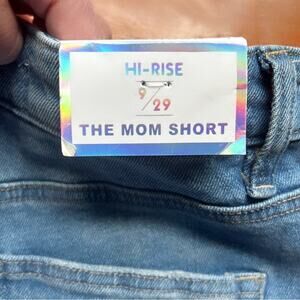 HI-RISE
9/29
THE MOM SHORT